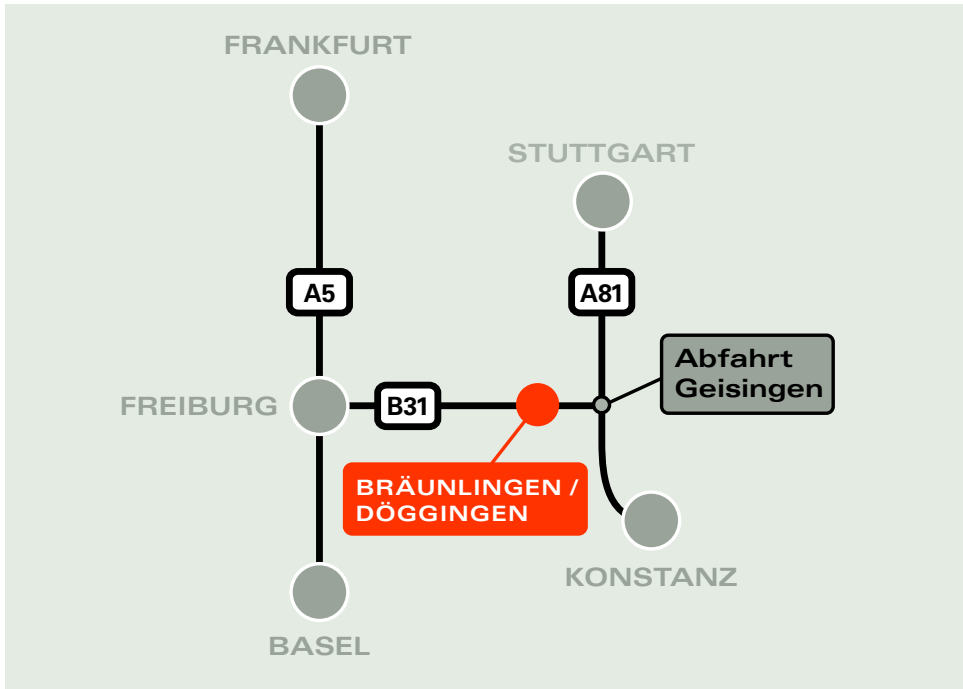 FRANKFURT
STUTTGART
A5
A81
Abfahrt
Geisingen
FREIBURG
B31
BRÄUNLINGEN /
DÖGGINGEN
KONSTANZ
BASEL